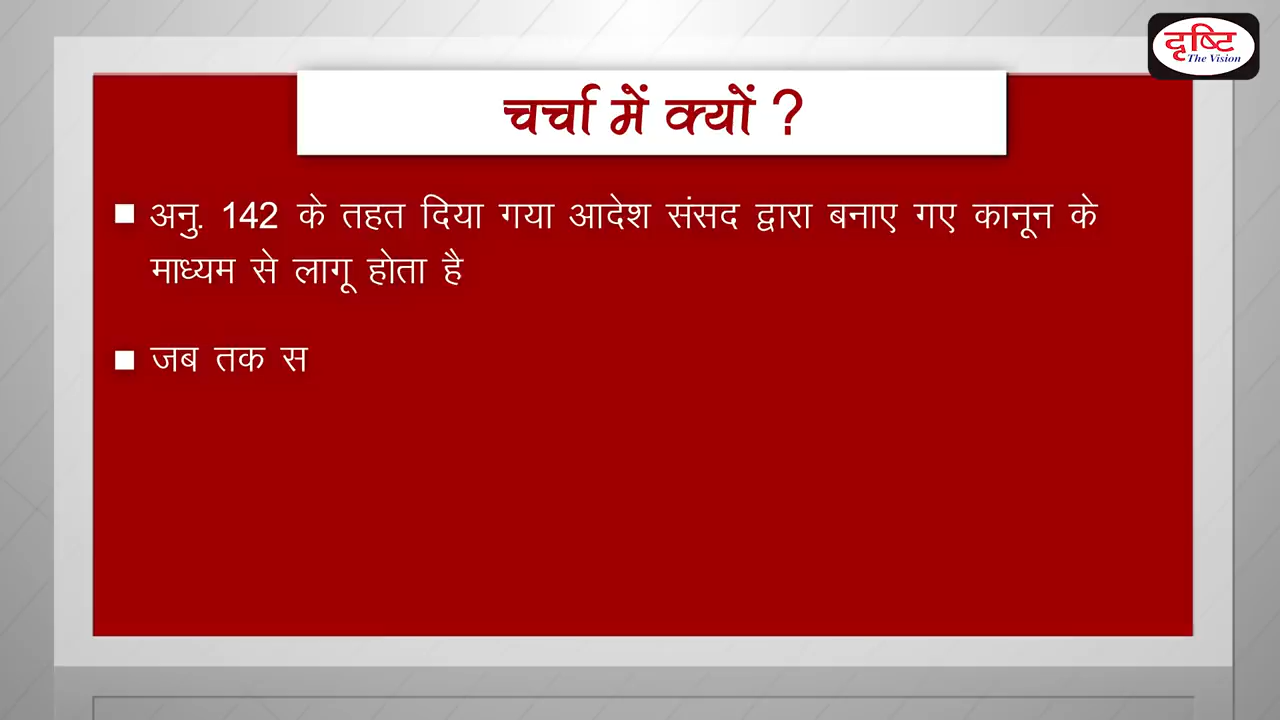 दृष्टि
The Vision
चर्चा में क्यों ?
अनु. 142 के तहत दिया गया आदेश संसद द्वारा बनाए गए कानून के
माध्यम से लागू होता है
जब तक स